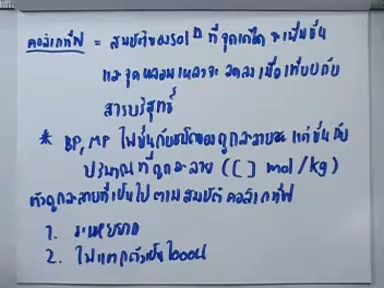 คอลิเกทีฟ = สมบัติของ solⁿ ที่จุดเดือดจะเพิ่มขึ้น
และจุดหลอมเหลวจะลดลงเมื่อเทียบกับ
สารบริสุทธิ์
* BP, MP ไม่ขึ้นกับชนิดของตัวถูกละลาย แต่ขึ้นกับ
ปริมาณที่ถูกละลาย ([ ] mol/kg)
ตัวถูกละลายที่เป็นไปตามสมบัติคอลิเกทีฟ
1. ระเหยยาก
2. ไม่แตกตัวเป็นไอออน